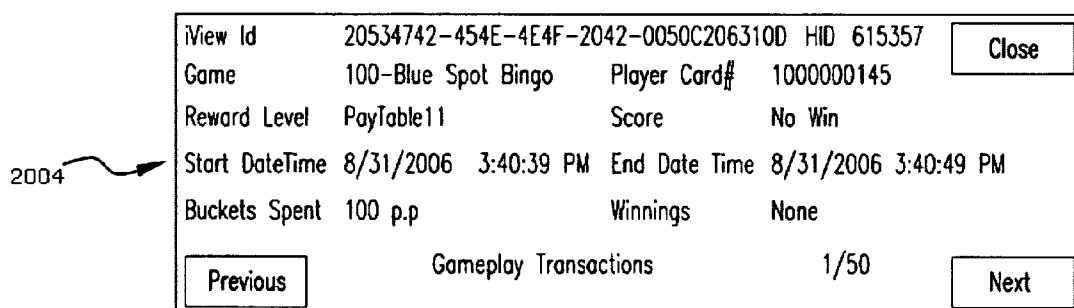 iView Id 20534742-454E-4E4F-2042-0050C206310D HID 615357 Close
Game 100-Blue Spot Bingo Player Card# 1000000145
Reward Level PayTable11 Score No Win
2004 Start DateTime 8/31/2006 3:40:39 PM End Date Time 8/31/2006 3:40:49 PM
Buckets Spent 100 p.p Winnings None
Previous Gameplay Transactions 1/50 Next